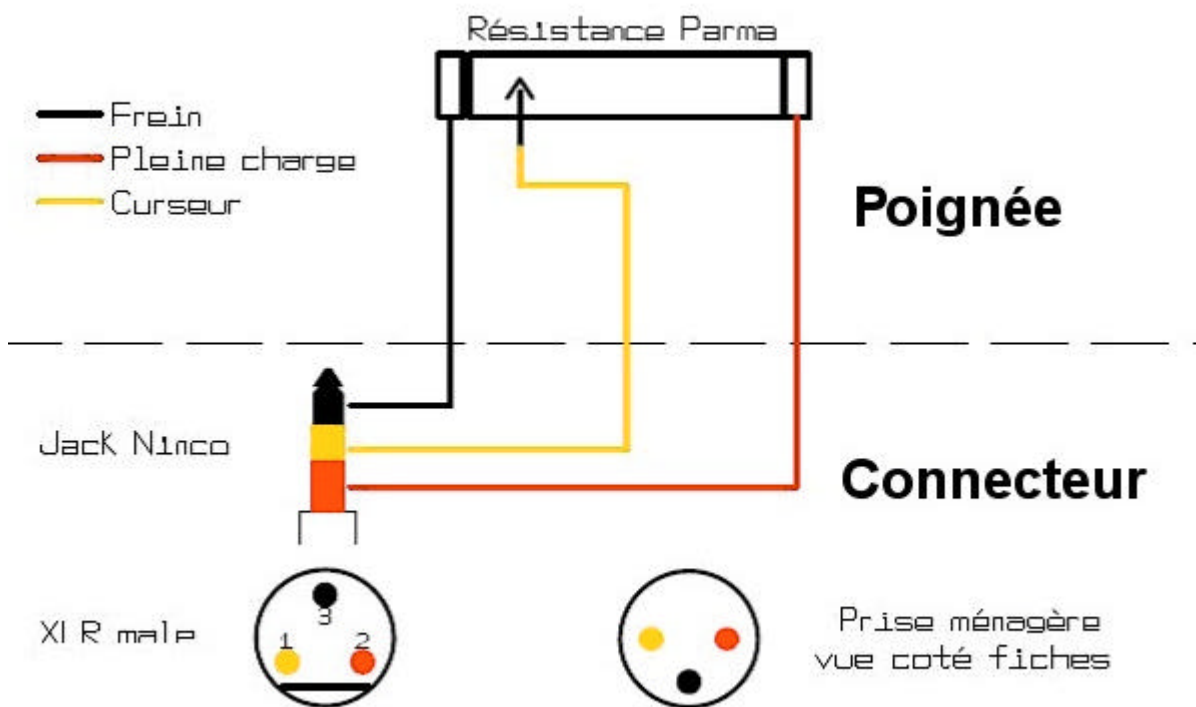 Résistance Parma
Frein
Pleine charge
Curseur
Poignée
Jack Ninco
Connecteur
XLR male
3
1 2
Prise ménagère
vue coté fiches